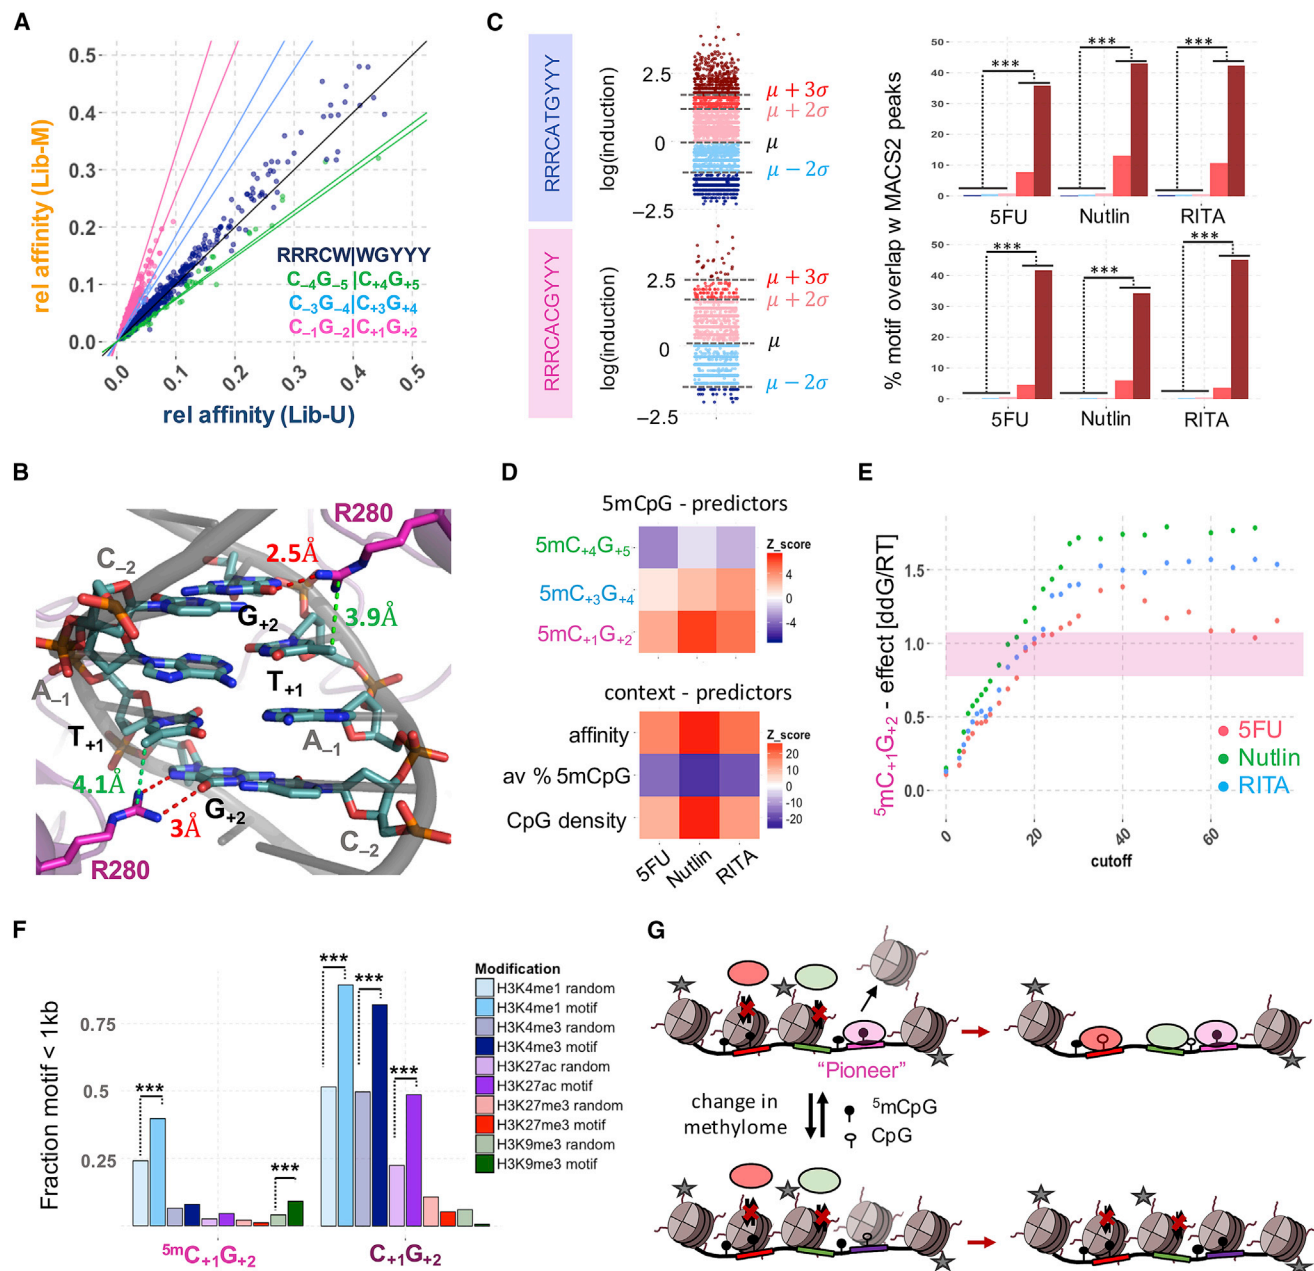 A
0.5
0.4
0.3
0.2
0.1
0.0
rel affinity (Lib-M)
RRRCW|WGYYY
C₋₄G₋₅|C₊₄G₊₅
C₋₃G₋₄|C₊₃G₊₄
C₋₁G₋₂|C₊₁G₊₂
0.0 0.1 0.2 0.3 0.4 0.5
rel affinity (Lib-U)
C
RRRCATGYYY
log(induction)
2.5
0
−2.5
μ + 3σ
μ + 2σ
μ
μ − 2σ
RRRCACGYYY
log(induction)
2.5
0
−2.5
μ + 3σ
μ + 2σ
μ
μ − 2σ
% motif overlap w MACS2 peaks
50
40
30
20
10
0
*** *** ***
5FU Nutlin RITA
50
40
30
20
10
0
*** *** ***
5FU Nutlin RITA
B
R280
2.5Å
C₋₂
G₊₂
3.9Å
A₋₁
T₊₁
T₊₁
A₋₁
4.1Å
G₊₂
3Å
C₋₂
R280
D
5mCpG - predictors
5mC₊₄G₊₅
5mC₊₃G₊₄
5mC₊₁G₊₂
Z_score
4
2
0
-2
-4
context - predictors
affinity
av % 5mCpG
CpG density
Z_score
20
10
0
-10
-20
5FU Nutlin RITA
E
⁵mC₊₁G₊₂ - effect [ddG/RT]
1.5
1.0
0.5
0.0
5FU
Nutlin
RITA
0 20 40 60
cutoff
F
Fraction motif < 1kb
0.75
0.5
0.25
***
***
***
***
***
⁵ᵐC₊₁G₊₂ C₊₁G₊₂
Modification
H3K4me1 random
H3K4me1 motif
H3K4me3 random
H3K4me3 motif
H3K27ac random
H3K27ac motif
H3K27me3 random
H3K27me3 motif
H3K9me3 random
H3K9me3 motif
G
“Pioneer”
change in
methylome
⁵mCpG
CpG